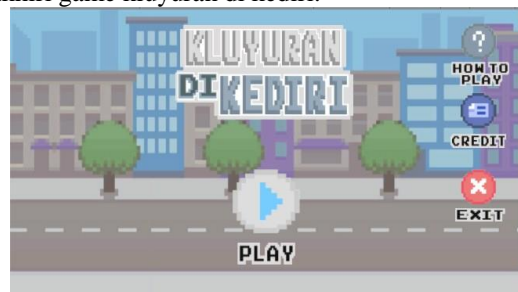 KLUYURAN
DI KEDIRI
HOW TO
PLAY
CREDIT
EXIT
PLAY